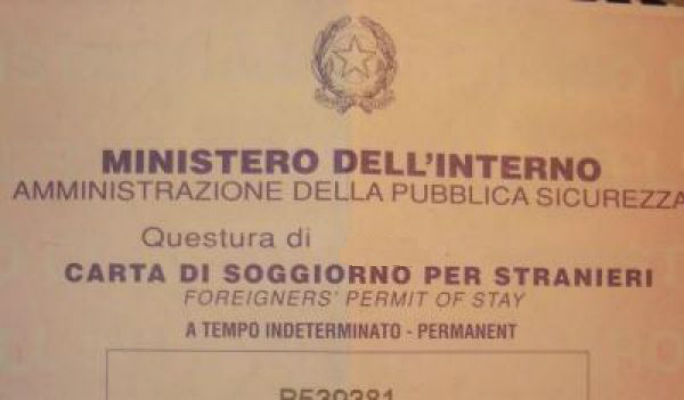 MINISTERO DELL'INTERNO
AMMINISTRAZIONE DELLA PUBBLICA SICUREZZA
Questura di
CARTA DI SOGGIORNO PER STRANIERI
FOREIGNERS' PERMIT OF STAY
A TEMPO INDETERMINATO - PERMANENT
R530381